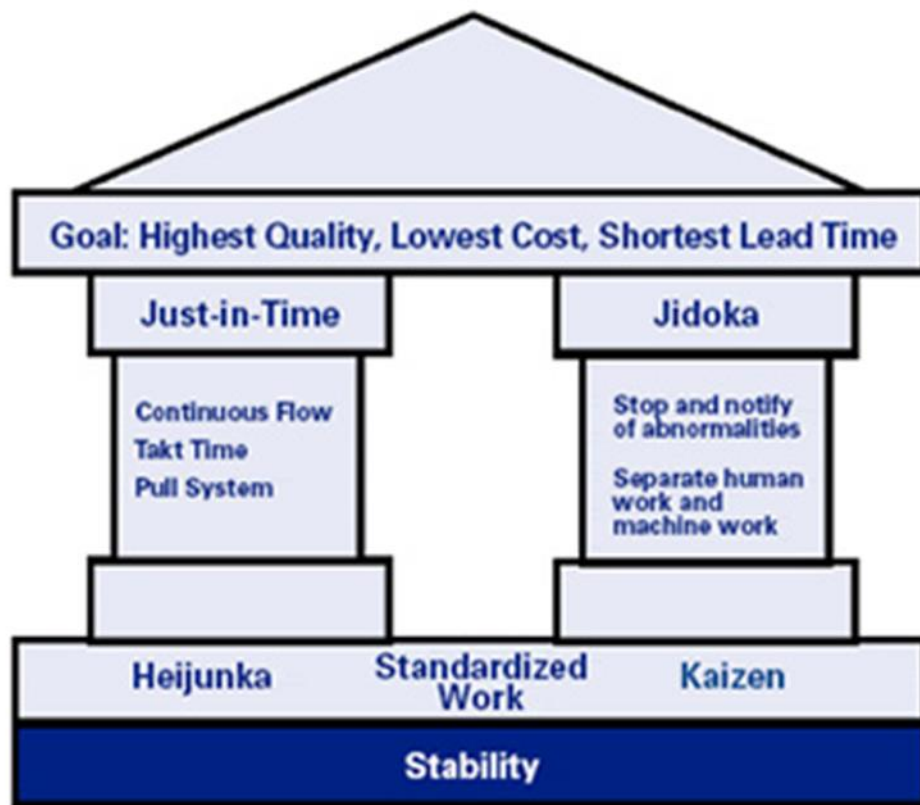 Goal: Highest Quality, Lowest Cost, Shortest Lead Time
Just-in-Time
Continuous Flow
Takt Time
Pull System
Jidoka
Stop and notify
of abnormalities
Separate human
work and
machine work
Heijunka
Standardized
Work
Kaizen
Stability